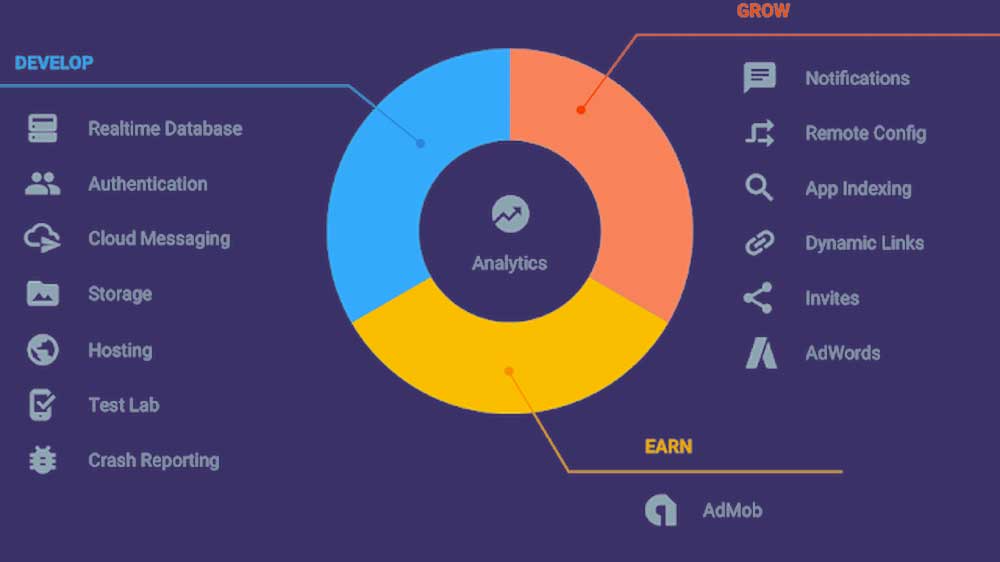 DEVELOP
Realtime Database
Authentication
Cloud Messaging
Storage
Hosting
Test Lab
Crash Reporting
Analytics
GROW
Notifications
Remote Config
App Indexing
Dynamic Links
Invites
AdWords
EARN
AdMob